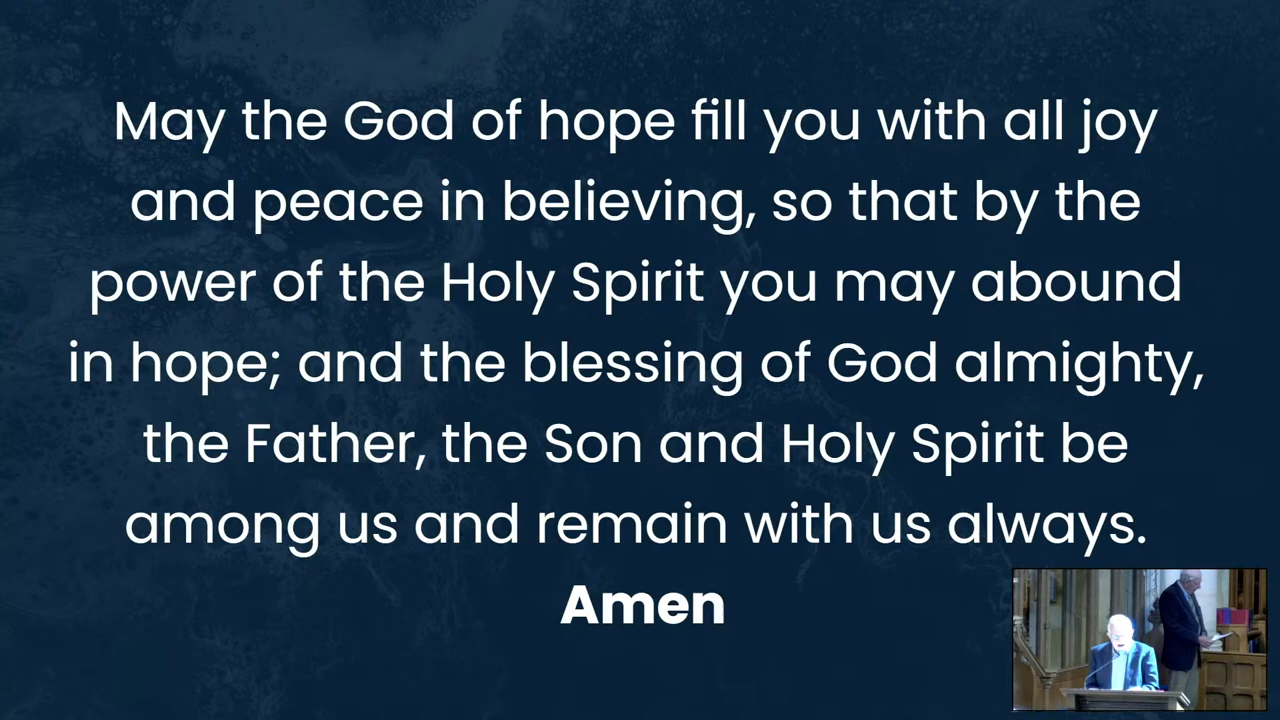 May the God of hope fill you with all joy
and peace in believing, so that by the
power of the Holy Spirit you may abound
in hope; and the blessing of God almighty,
the Father, the Son and Holy Spirit be
among us and remain with us always.
Amen